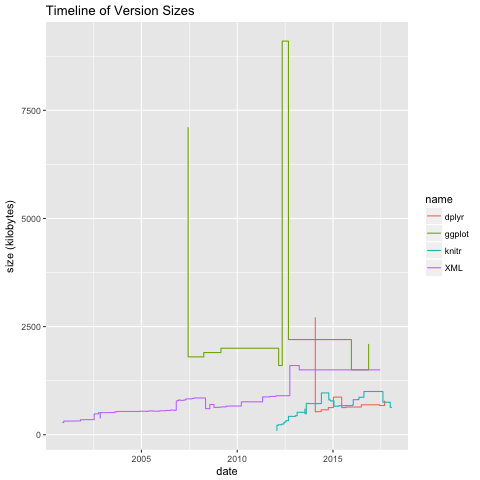 Timeline of Version Sizes
size (kilobytes)
7500
5000
2500
0
2005
2010
2015
date
name
dplyr
ggplot
knitr
XML